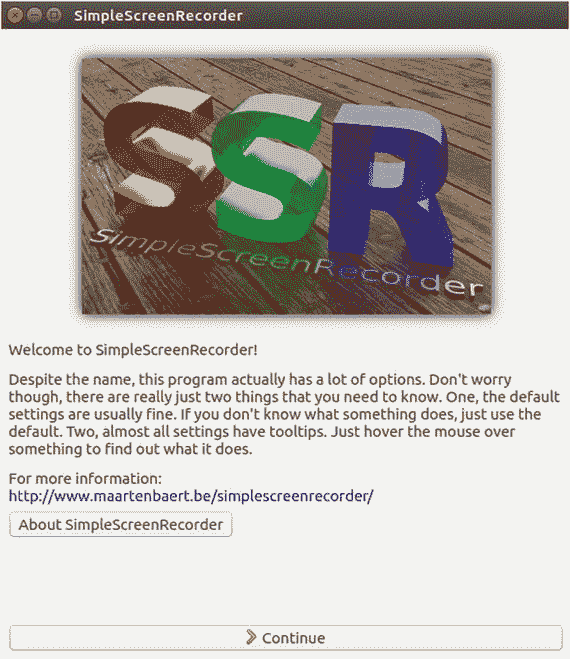 SimpleScreenRecorder
SSR
SimpleScreenRecorder
Welcome to SimpleScreenRecorder!
Despite the name, this program actually has a lot of options. Don't worry
though, there are really just two things that you need to know. One, the default
settings are usually fine. If you don't know what something does, just use the
default. Two, almost all settings have tooltips. Just hover the mouse over
something to find out what it does.
For more information:
http://www.maartenbaert.be/simplescreenrecorder/
About SimpleScreenRecorder
Continue